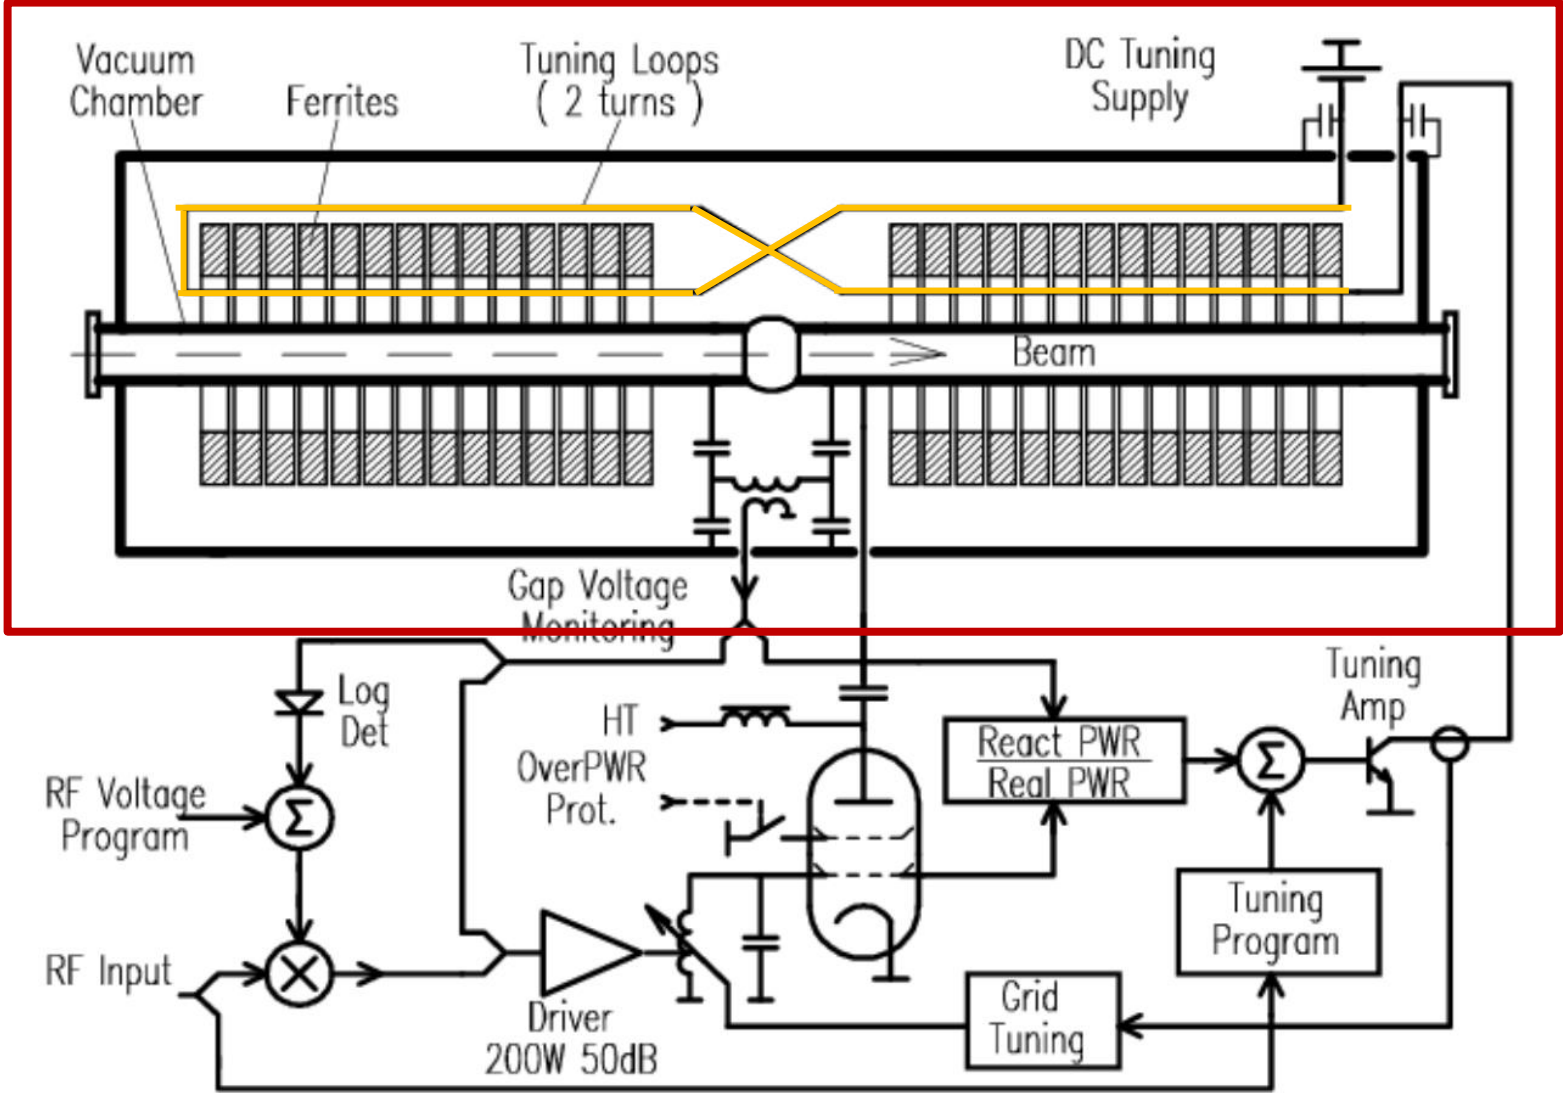 Vacuum
Chamber
Ferrites
Tuning Loops
( 2 turns )
DC Tuning
Supply
Beam
Gap Voltage
Monitoring
Log
Det
HT
OverPWR
Prot.
React PWR
Real PWR
Σ
Tuning
Amp
RF Voltage
Program
Σ
Tuning
Program
RF Input
Driver
200W 50dB
Grid
Tuning